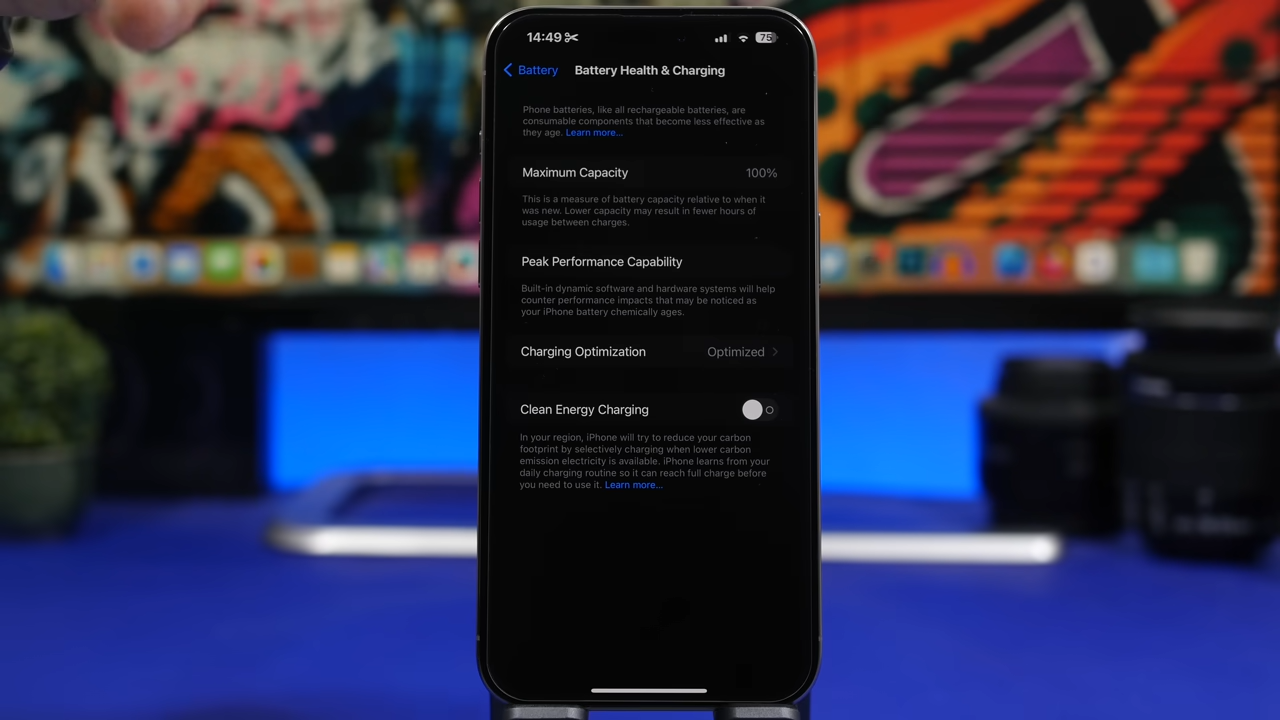 14:49
75
Battery
Battery Health & Charging
Phone batteries, like all rechargeable batteries, are
consumable components that become less effective as
they age. Learn more...
Maximum Capacity 100%
This is a measure of battery capacity relative to when it
was new. Lower capacity may result in fewer hours of
usage between charges.
Peak Performance Capability
Built-in dynamic software and hardware systems will help
counter performance impacts that may be noticed as
your iPhone battery chemically ages.
Charging Optimization Optimized
Clean Energy Charging
In your region, iPhone will try to reduce your carbon
footprint by selectively charging when lower carbon
emission electricity is available. iPhone learns from your
daily charging routine so it can reach full charge before
you need to use it. Learn more...